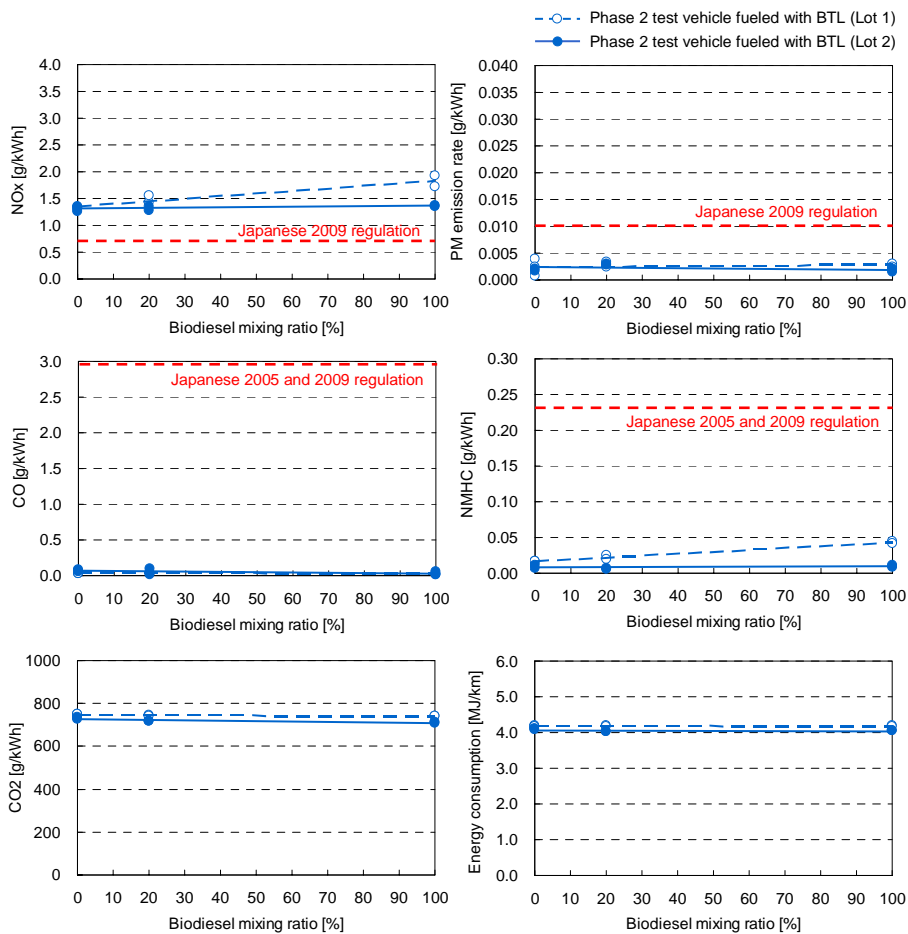 Phase 2 test vehicle fueled with BTL (Lot 1)
Phase 2 test vehicle fueled with BTL (Lot 2)
4.0
3.5
3.0
2.5
2.0
1.5
1.0
0.5
0.0
NOx [g/kWh]
Japanese 2009 regulation
0 10 20 30 40 50 60 70 80 90 100
Biodiesel mixing ratio [%]
0.040
0.035
0.030
0.025
0.020
0.015
0.010
0.005
0.000
PM emission rate [g/kWh]
Japanese 2009 regulation
0 10 20 30 40 50 60 70 80 90 100
Biodiesel mixing ratio [%]
3.0
2.5
2.0
1.5
1.0
0.5
0.0
CO [g/kWh]
Japanese 2005 and 2009 regulation
0 10 20 30 40 50 60 70 80 90 100
Biodiesel mixing ratio [%]
0.30
0.25
0.20
0.15
0.10
0.05
0.00
NMHC [g/kWh]
Japanese 2005 and 2009 regulation
0 10 20 30 40 50 60 70 80 90 100
Biodiesel mixing ratio [%]
1000
800
600
400
200
0
CO2 [g/kWh]
0 10 20 30 40 50 60 70 80 90 100
Biodiesel mixing ratio [%]
6.0
5.0
4.0
3.0
2.0
1.0
0.0
Energy consumption [MJ/km]
0 10 20 30 40 50 60 70 80 90 100
Biodiesel mixing ratio [%]